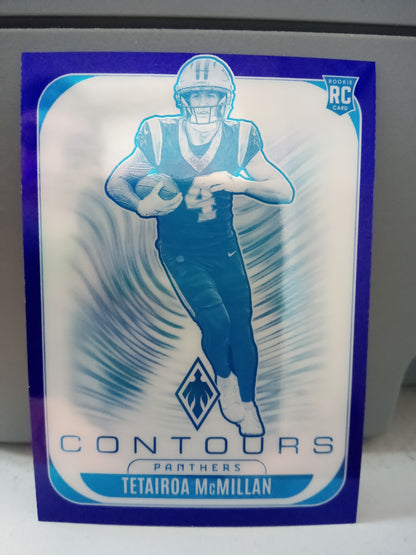 ROOKIE
RC
CARD
4
CONTOURS
PANTHERS
TETAIROA McMILLAN